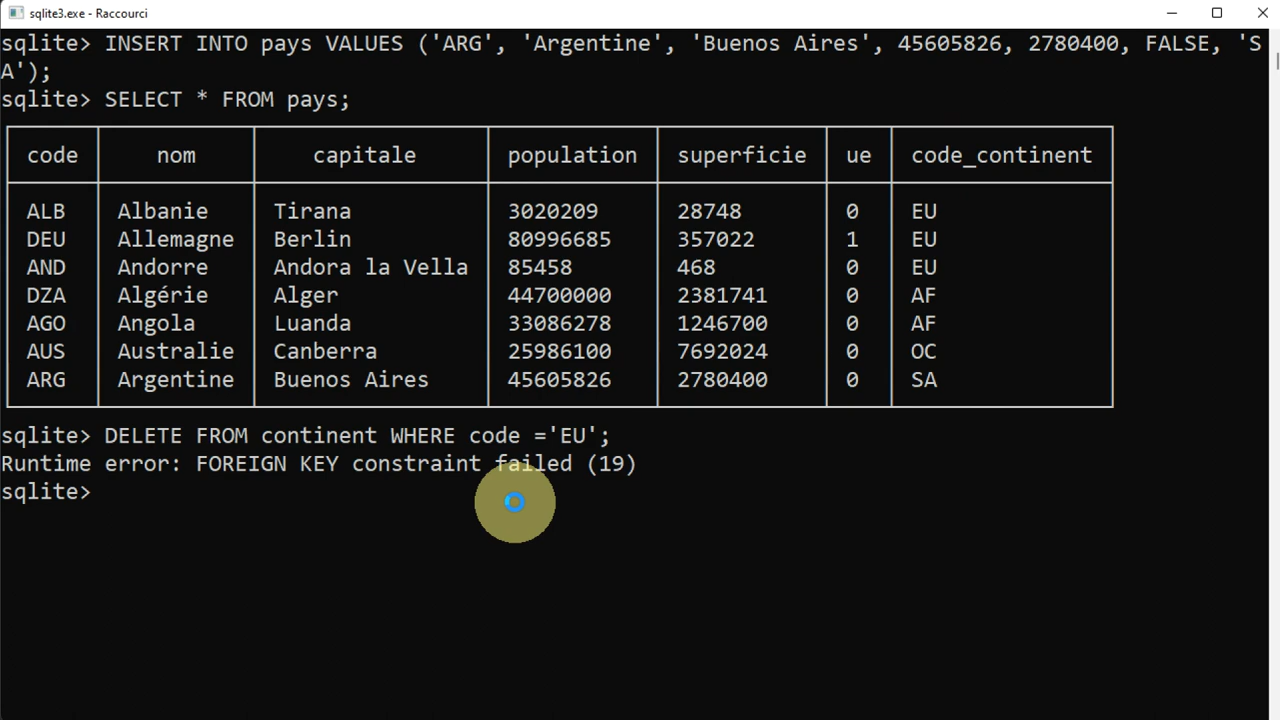 sqlite3.exe - Raccourci
sqlite> INSERT INTO pays VALUES ('ARG', 'Argentine', 'Buenos Aires', 45605826, 2780400, FALSE, 'S
A');
sqlite> SELECT * FROM pays;
code nom capitale population superficie ue code_continent
ALB Albanie Tirana 3020209 28748 0 EU
DEU Allemagne Berlin 80996685 357022 1 EU
AND Andorre Andora la Vella 85458 468 0 EU
DZA Algérie Alger 44700000 2381741 0 AF
AGO Angola Luanda 33086278 1246700 0 AF
AUS Australie Canberra 25986100 7692024 0 OC
ARG Argentine Buenos Aires 45605826 2780400 0 SA
sqlite> DELETE FROM continent WHERE code ='EU';
Runtime error: FOREIGN KEY constraint failed (19)
sqlite>